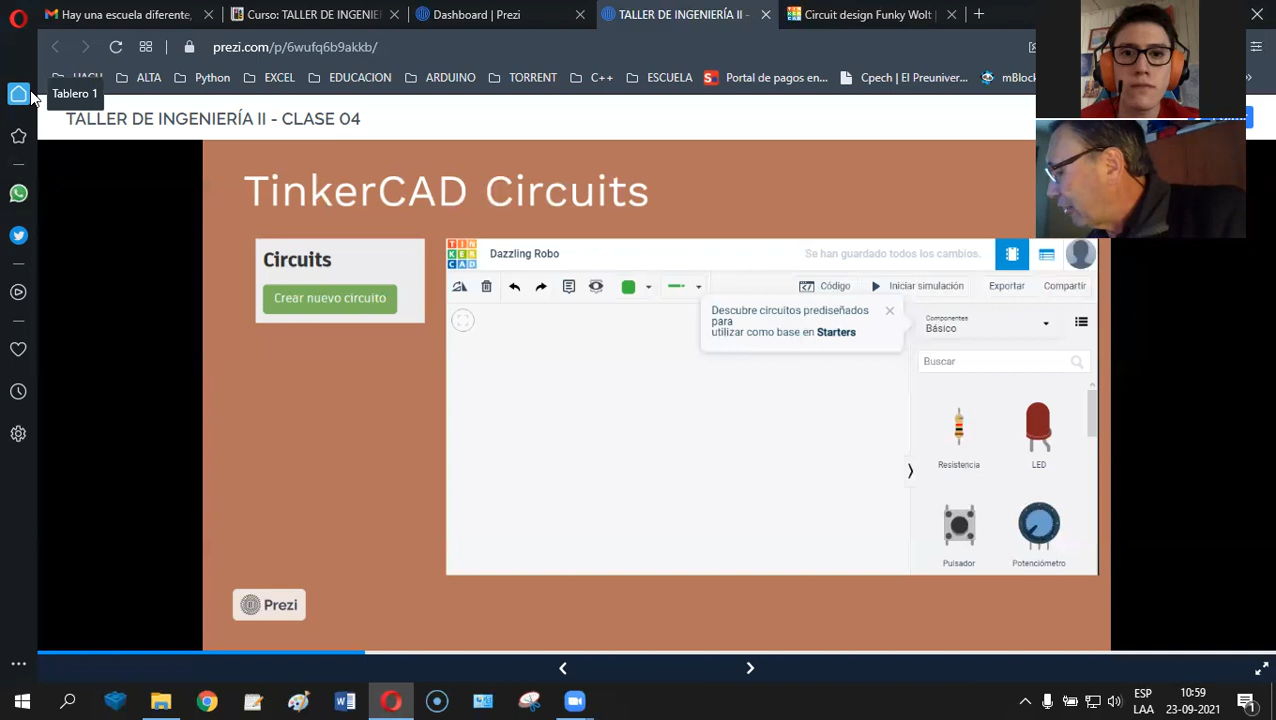 Hay una escuela diferente,
Curso: TALLER DE INGENIE
Dashboard | Prezi
TALLER DE INGENIERÍA II -
Circuit design Funky Wolt
prezi.com/p/6wufq6b9akkb/
UACH
ALTA
Python
EXCEL
EDUCACION
ARDUINO
TORRENT
C++
ESCUELA
Portal de pagos en...
Cpech | El Preuniver...
mBlock
Tablero 1
TALLER DE INGENIERÍA II - CLASE 04
TinkerCAD Circuits
Circuits
Crear nuevo circuito
TIN
KER
CAD
Dazzling Robo
Se han guardado todos los cambios.
Código
Iniciar simulación
Exportar
Compartir
Descubre circuitos prediseñados
para
utilizar como base en Starters
Componentes
Básico
Buscar
Resistencia
LED
Pulsador
Potenciómetro
Prezi
ESP
LAA
10:59
23-09-2021
1